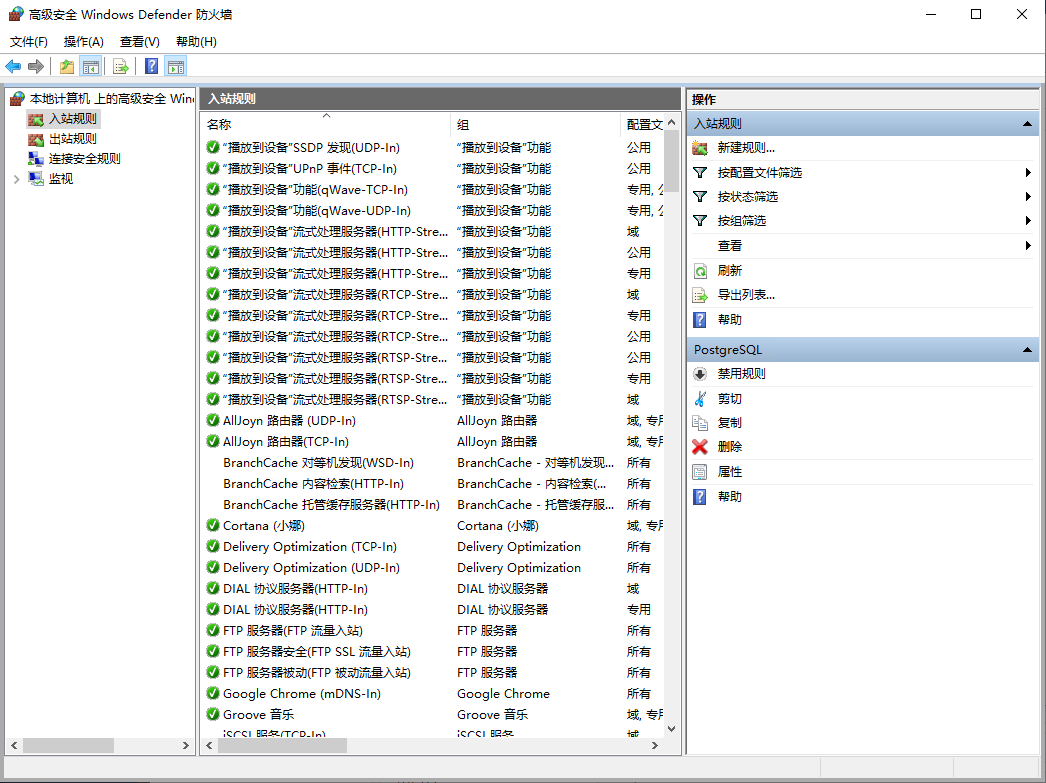 高级安全 Windows Defender 防火墙
文件(F) 操作(A) 查看(V) 帮助(H)
本地计算机 上的高级安全 Win
入站规则
出站规则
连接安全规则
监视
入站规则
名称 组 配置文
“播放到设备”SSDP 发现(UDP-In) “播放到设备”功能 公用
“播放到设备”UPnP 事件(TCP-In) “播放到设备”功能 公用
“播放到设备”功能(qWave-TCP-In) “播放到设备”功能 专用, 公
“播放到设备”功能(qWave-UDP-In) “播放到设备”功能 专用, 公
“播放到设备”流式处理服务器(HTTP-Stre... “播放到设备”功能 域
“播放到设备”流式处理服务器(HTTP-Stre... “播放到设备”功能 公用
“播放到设备”流式处理服务器(HTTP-Stre... “播放到设备”功能 专用
“播放到设备”流式处理服务器(RTCP-Stre... “播放到设备”功能 域
“播放到设备”流式处理服务器(RTCP-Stre... “播放到设备”功能 专用
“播放到设备”流式处理服务器(RTCP-Stre... “播放到设备”功能 公用
“播放到设备”流式处理服务器(RTSP-Stre... “播放到设备”功能 公用
“播放到设备”流式处理服务器(RTSP-Stre... “播放到设备”功能 专用
“播放到设备”流式处理服务器(RTSP-Stre... “播放到设备”功能 域
AllJoyn 路由器 (UDP-In) AllJoyn 路由器 域, 专用
AllJoyn 路由器(TCP-In) AllJoyn 路由器 域, 专用
BranchCache 对等机发现(WSD-In) BranchCache - 对等机发现... 所有
BranchCache 内容检索(HTTP-In) BranchCache - 内容检索(... 所有
BranchCache 托管缓存服务器(HTTP-In) BranchCache - 托管缓存服... 所有
Cortana (小娜) Cortana (小娜) 域, 专用
Delivery Optimization (TCP-In) Delivery Optimization 所有
Delivery Optimization (UDP-In) Delivery Optimization 所有
DIAL 协议服务器(HTTP-In) DIAL 协议服务器 域
DIAL 协议服务器(HTTP-In) DIAL 协议服务器 专用
FTP 服务器(FTP 流量入站) FTP 服务器 所有
FTP 服务器安全(FTP SSL 流量入站) FTP 服务器 所有
FTP 服务器被动(FTP 被动流量入站) FTP 服务器 所有
Google Chrome (mDNS-In) Google Chrome 所有
Groove 音乐 Groove 音乐 域, 专用
iSCSI 服务(TCP-In) iSCSI 服务 域
操作
入站规则
新建规则...
按配置文件筛选
按状态筛选
按组筛选
查看
刷新
导出列表...
帮助
PostgreSQL
禁用规则
剪切
复制
删除
属性
帮助